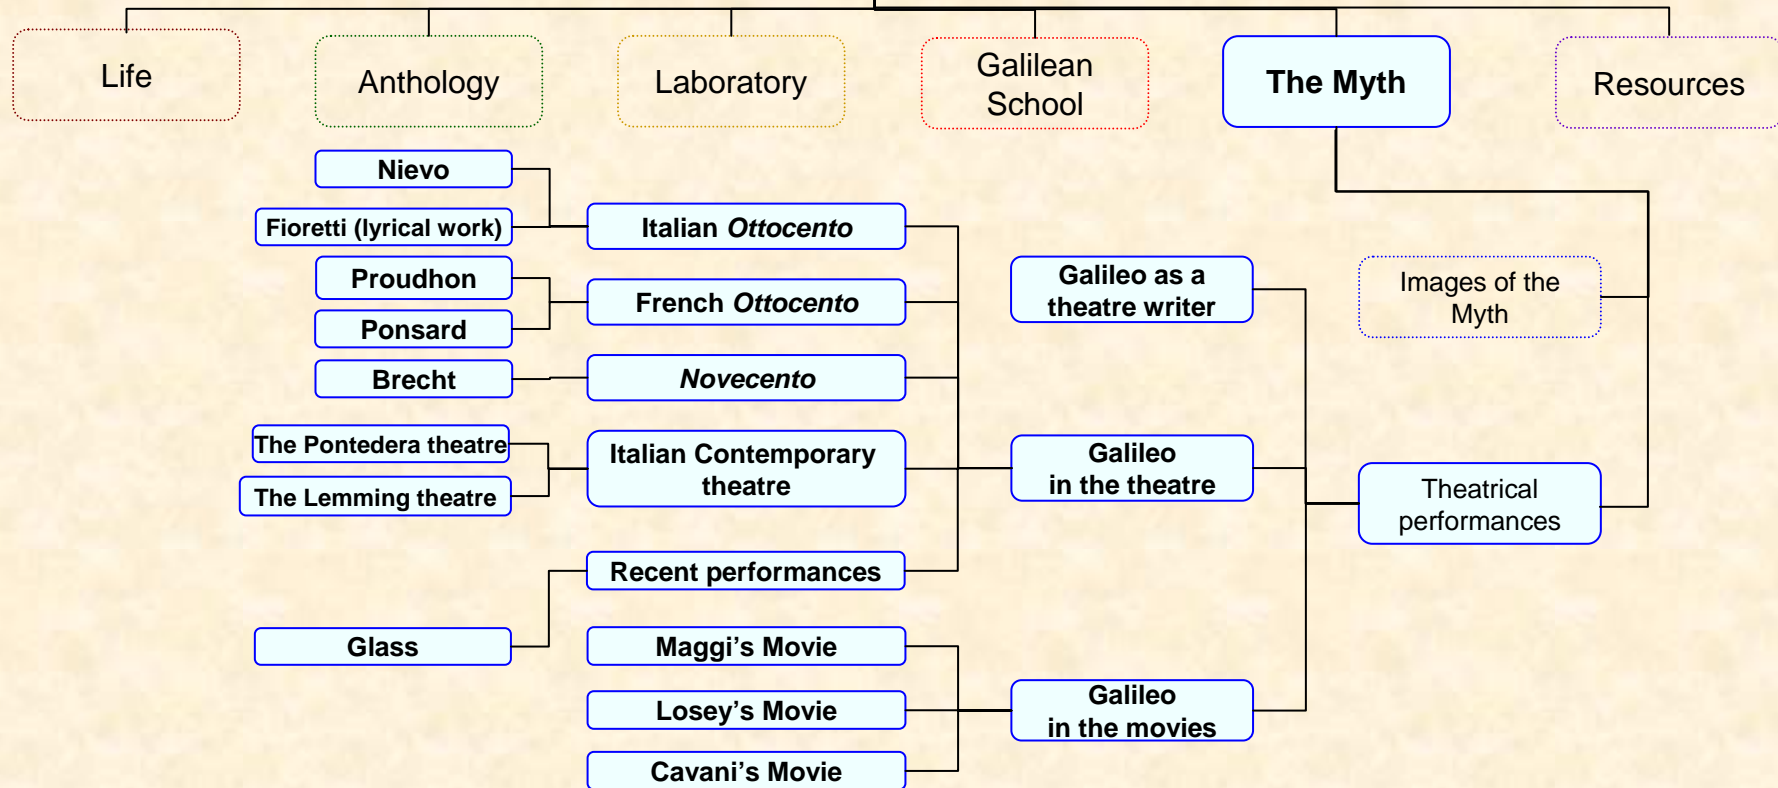 Life
Anthology
Laboratory
Galilean
School
The Myth
Resources
Nievo
Fioretti (lyrical work)
Italian Ottocento
Proudhon
Ponsard
French Ottocento
Galileo as a
theatre writer
Images of the
Myth
Brecht
Novecento
The Pontedera theatre
The Lemming theatre
Italian Contemporary
theatre
Galileo
in the theatre
Theatrical
performances
Recent performances
Glass
Maggi’s Movie
Losey’s Movie
Cavani’s Movie
Galileo
in the movies